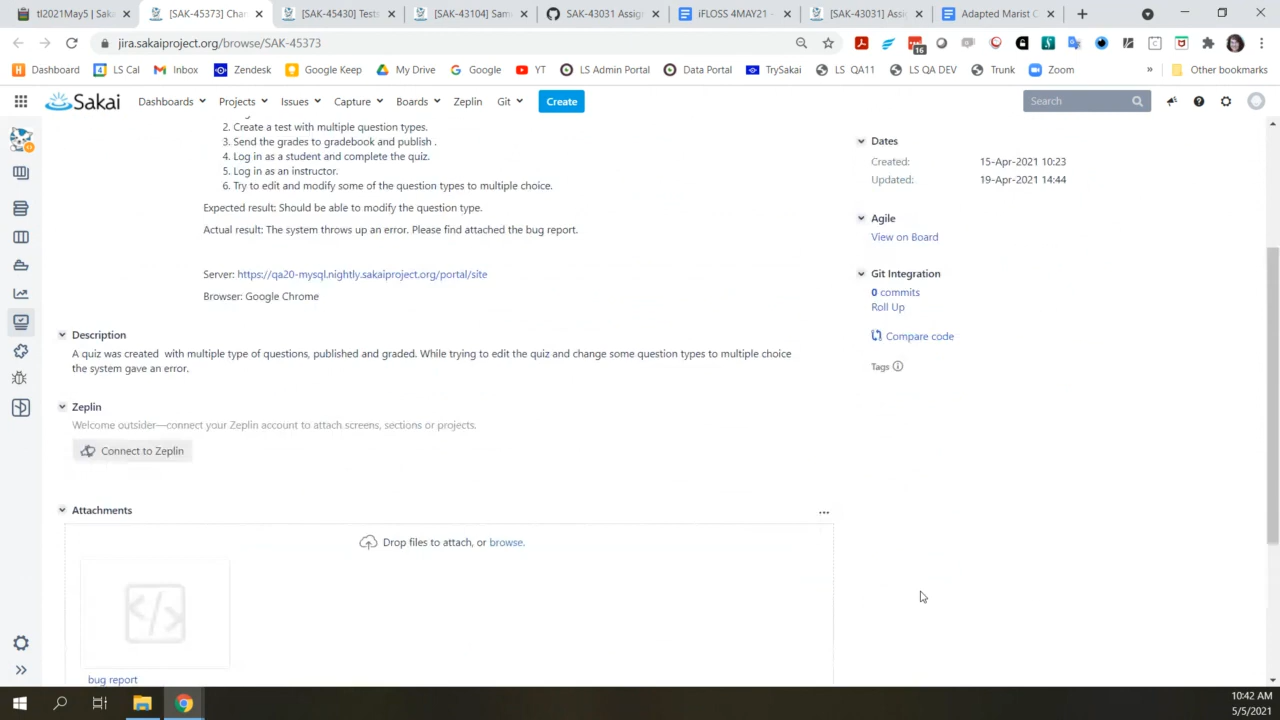 tl2021May5 | Sakai
[SAK-45373] Chan
[SAK-45430] Tests
[SAK-43104] Sam
SAK-43031 Assign
iFLOSS 4MAY21 -
[SAK-43031] Assi
Adapted Marist C
jira.sakaiproject.org/browse/SAK-45373
16
Dashboard
LS Cal
Inbox
Zendesk
Google Keep
My Drive
Google
YT
LS Admin Portal
Data Portal
TrySakai
LS QA11
LS QA DEV
Trunk
Zoom
»
Other bookmarks
Sakai
Dashboards
Projects
Issues
Capture
Boards
Zeplin
Git
Create
Search
2. Create a test with multiple question types.
3. Send the grades to gradebook and publish .
4. Log in as a student and complete the quiz.
5. Log in as an instructor.
6. Try to edit and modify some of the question types to multiple choice.
Expected result: Should be able to modify the question type.
Actual result: The system throws up an error. Please find attached the bug report.
Server: https://qa20-mysql.nightly.sakaiproject.org/portal/site
Browser: Google Chrome
Description
A quiz was created with multiple type of questions, published and graded. While trying to edit the quiz and change some question types to multiple choice
the system gave an error.
Zeplin
Welcome outsider—connect your Zeplin account to attach screens, sections or projects.
Connect to Zeplin
Attachments
Drop files to attach, or browse.
bug report
Dates
Created: 15-Apr-2021 10:23
Updated: 19-Apr-2021 14:44
Agile
View on Board
Git Integration
0 commits
Roll Up
Compare code
Tags
10:42 AM
5/5/2021